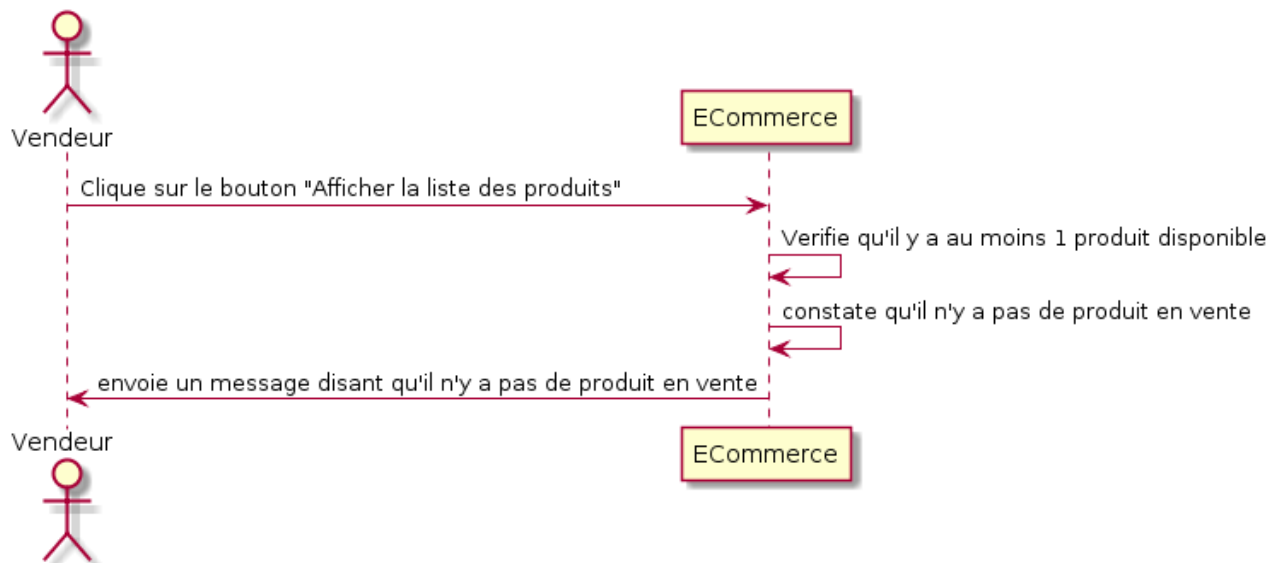 Vendeur
ECommerce
Clique sur le bouton "Afficher la liste des produits"
Verifie qu'il y a au moins 1 produit disponible
constate qu'il n'y a pas de produit en vente
envoie un message disant qu'il n'y a pas de produit en vente
Vendeur
ECommerce